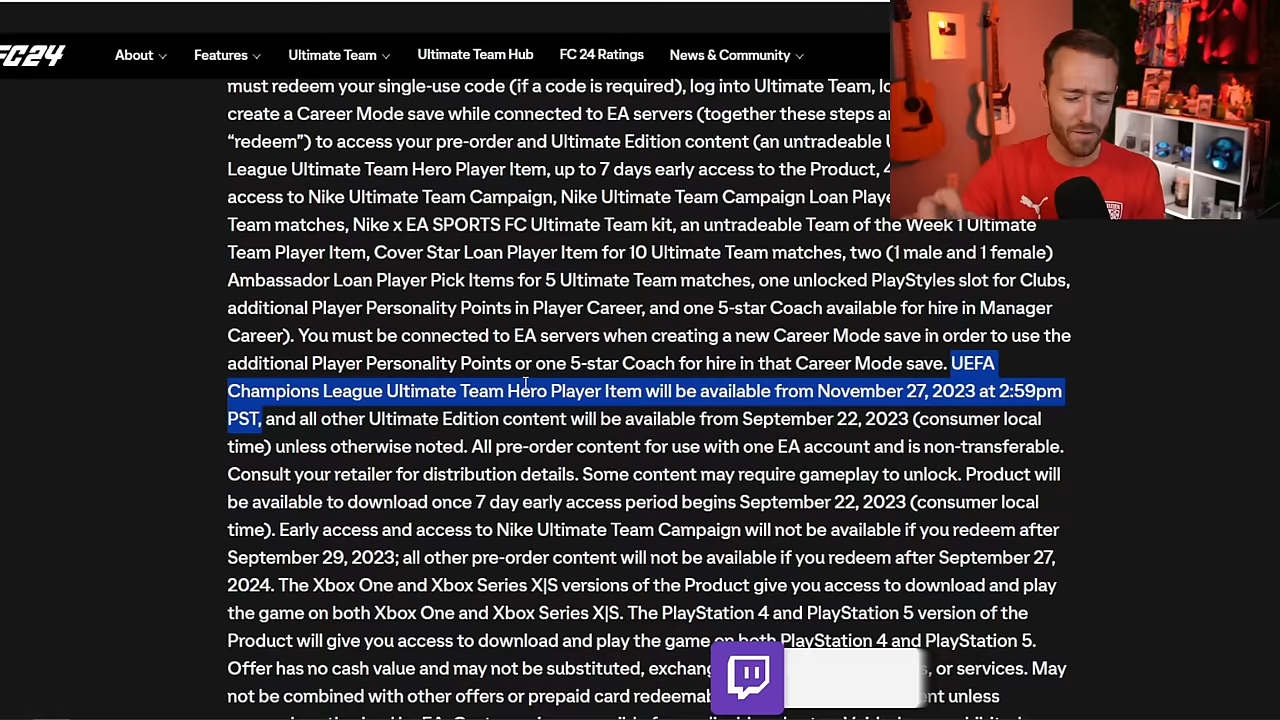 FC24
About Features Ultimate Team Ultimate Team Hub FC 24 Ratings News & Community
must redeem your single-use code (if a code is required), log into Ultimate Team,
create a Career Mode save while connected to EA servers (together these steps
“redeem”) to access your pre-order and Ultimate Edition content (an untradeable
League Ultimate Team Hero Player Item, up to 7 days early access to the Product,
access to Nike Ultimate Team Campaign, Nike Ultimate Team Campaign Loan
Team matches, Nike x EA SPORTS FC Ultimate Team kit, an untradeable Team of the Week 1 Ultimate
Team Player Item, Cover Star Loan Player Item for 10 Ultimate Team matches, two (1 male and 1 female)
Ambassador Loan Player Pick Items for 5 Ultimate Team matches, one unlocked PlayStyles slot for Clubs,
additional Player Personality Points in Player Career, and one 5-star Coach available for hire in Manager
Career). You must be connected to EA servers when creating a new Career Mode save in order to use the
additional Player Personality Points or one 5-star Coach for hire in that Career Mode save. UEFA
Champions League Ultimate Team Hero Player Item will be available from November 27, 2023 at 2:59pm
PST, and all other Ultimate Edition content will be available from September 22, 2023 (consumer local
time) unless otherwise noted. All pre-order content for use with one EA account and is non-transferable.
Consult your retailer for distribution details. Some content may require gameplay to unlock. Product will
be available to download once 7 day early access period begins September 22, 2023 (consumer local
time). Early access and access to Nike Ultimate Team Campaign will not be available if you redeem after
September 29, 2023; all other pre-order content will not be available if you redeem after September 27,
2024. The Xbox One and Xbox Series X|S versions of the Product give you access to download and play
the game on both Xbox One and Xbox Series X|S. The PlayStation 4 and PlayStation 5 version of the
Product will give you access to download and play the game on both PlayStation 4 and PlayStation 5.
Offer has no cash value and may not be substituted, , or services. May
not be combined with other offers or prepaid card unless